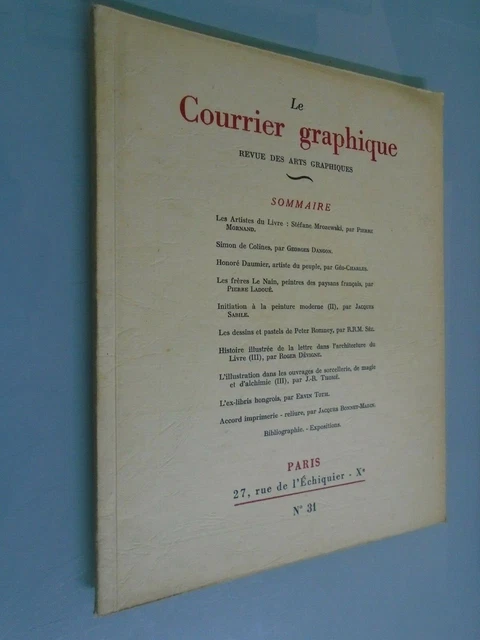 Le
Courrier graphique
REVUE DES ARTS GRAPHIQUES
SOMMAIRE
Les Artistes du Livre : Stéfane Mrozewski, par PIERRE
MORNAND.
Simon de Colines, par GEORGES DANGON.
Honoré Daumier, artiste du peuple, par GÉO-CHARLES.
Les frères Le Nain, peintres des paysans français, par
PIERRE LADOUÉ.
Initiation à la peinture moderne (II), par JACQUES
SABILE.
Les dessins et pastels de Peter Romney, par R.R.M. SÉE.
Histoire illustrée de la lettre dans l'architecture du
Livre (III), par ROGER DÉVIGNE.
L'illustration dans les ouvrages de sorcellerie, de magie
et d'alchimie (III), par J.-B.
L'ex-libris hongrois, par ERVIN
Accord imprimerie - reliure, par JACQUES
Bibliographie. - Expositions.
PARIS
27, rue de l'Échiquier - Xe
N° 31